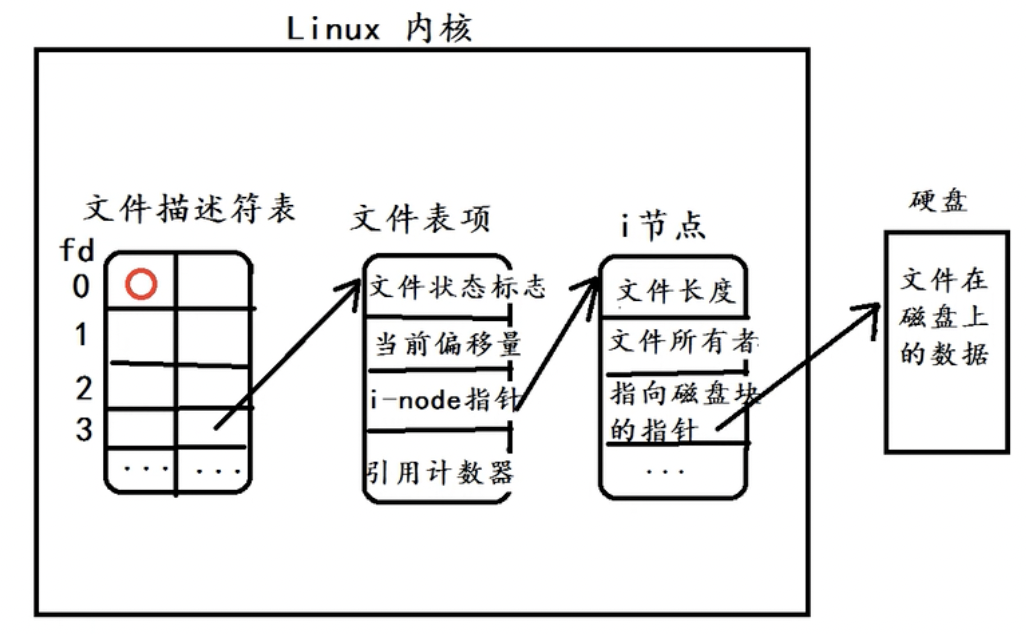 Linux 内核
文件描述符表
fd
0
1
2
3
... ...
文件表项
文件状态标志
当前偏移量
i-node指针
引用计数器
i节点
文件长度
文件所有者
指向磁盘块
的指针
...
硬盘
文件在
磁盘上
的数据